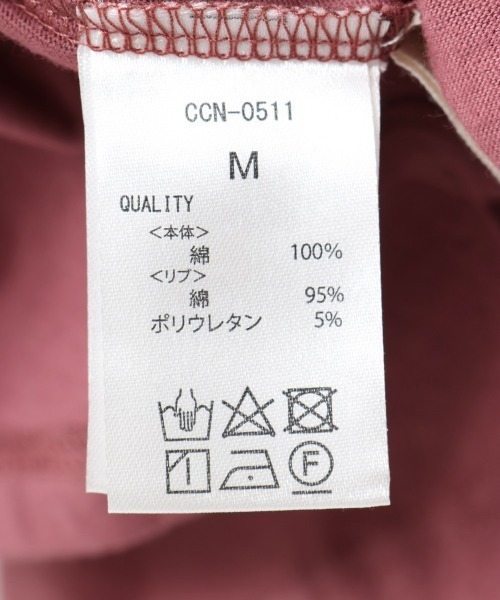 CCN-0511
M
QUALITY
<本体>
綿 100%
<リブ>
綿 95%
ポリウレタン 5%
F